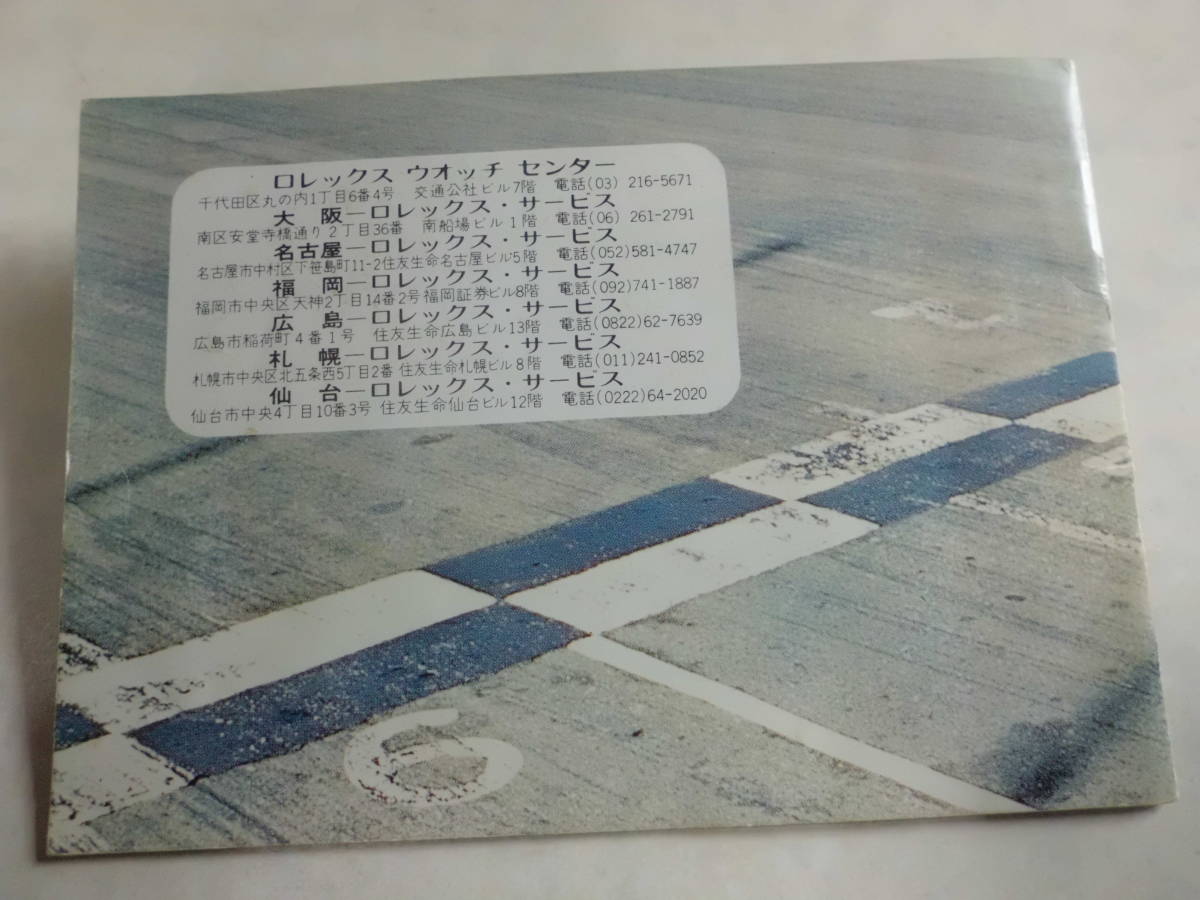 ロレックス ウオッチ センター
千代田区丸の内1丁目6番4号 交通公社ビル7階 電話(03) 216-5671
大 阪ーロレックス・サービス
南区安堂寺橋通り2丁目36番 南船場ビル1階 電話(06) 261-2791
名古屋ーロレックス・サービス
名古屋市中村区下笹島町11-2住友生命名古屋ビル5階 電話(052)581-4747
福 岡ーロレックス・サービス
福岡市中央区天神2丁目14番2号福岡証券ビル8階 電話(092)741-1887
広 島ーロレックス・サービス
広島市稲荷町4番1号 住友生命広島ビル13階 電話(0822)62-7639
札 幌ーロレックス・サービス
札幌市中央区北五条西5丁目2番 住友生命札幌ビル8階 電話(011)241-0852
仙 台ーロレックス・サービス
仙台市中央4丁目10番3号 住友生命仙台ビル12階 電話(0222)64-2020
6